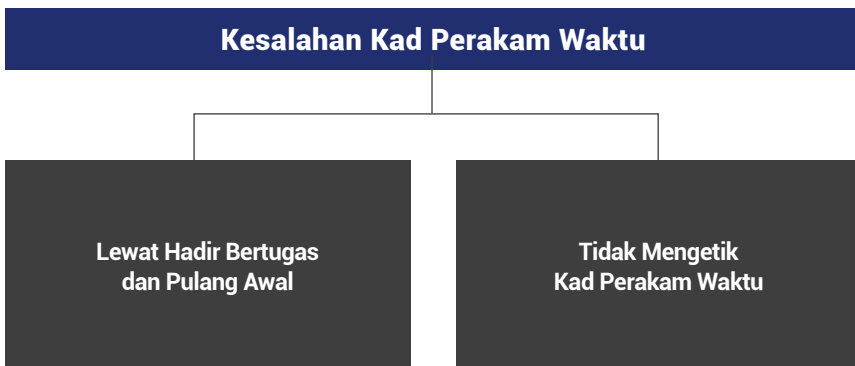 Kesalahan Kad Perakam Waktu
Lewat Hadir Bertugas
dan Pulang Awal
Tidak Mengetik
Kad Perakam Waktu